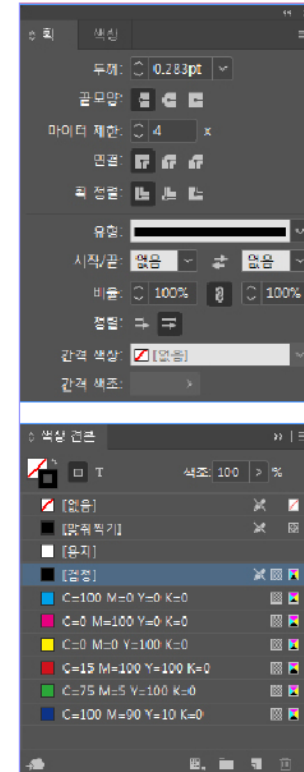 획 색상
두께: 0.283pt
끝모양:
마이터 제한: 4 x
연결:
획 정렬:
유형:
시작/끝: 없음 없음
비율: 100% 100%
정렬:
간격 색상: [없음]
간격 색조:
색상 견본
T 색조: 100 > %
[없음]
[맞춰찍기]
[용지]
[검정]
C=100 M=0 Y=0 K=0
C=0 M=100 Y=0 K=0
C=0 M=0 Y=100 K=0
C=15 M=100 Y=100 K=0
C=75 M=5 Y=100 K=0
C=100 M=90 Y=10 K=0